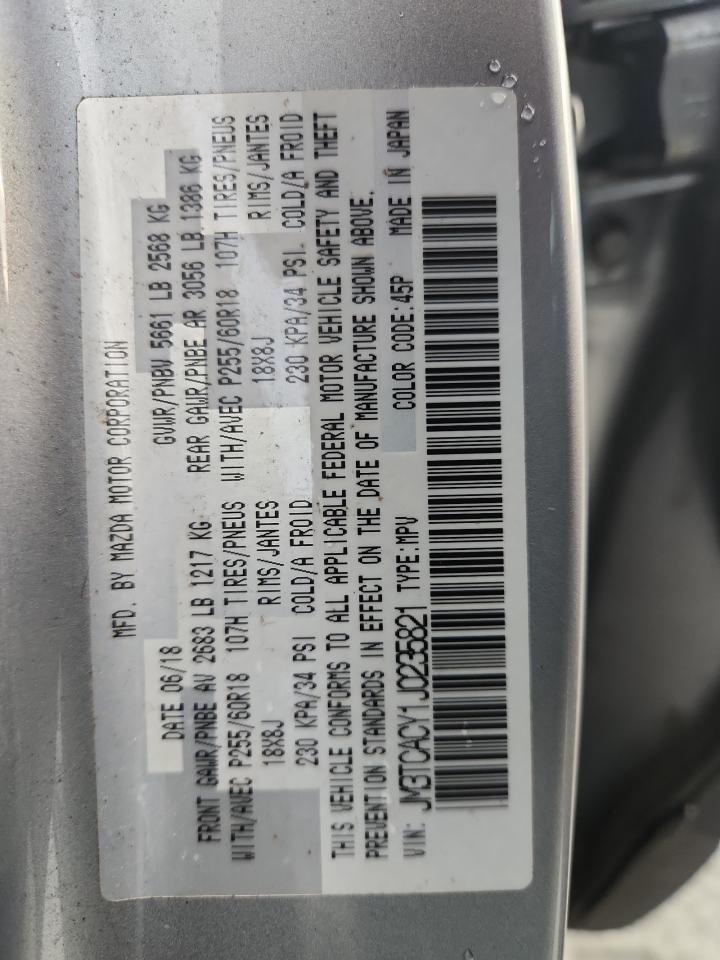 MFD. BY MAZDA MOTOR CORPORATION
DATE 06/18 GVWR/PNBV 5661 LB 2568 KG
FRONT GAWR/PNBE AV 2683 LB 1217 KG REAR GAWR/PNBE AR 3056 LB 1386 KG
WITH/AVEC P255/60R18 107H TIRES/PNEUS WITH/AVEC P255/60R18 107H TIRES/PNEUS
18X8J RIMS/JANTES 18X8J RIMS/JANTES
230 KPA/34 PSI COLD/A FROID 230 KPA/34 PSI. COLD/A FROID
THIS VEHICLE CONFORMS TO ALL APPLICABLE FEDERAL MOTOR VEHICLE SAFETY AND THEFT
PREVENTION STANDARDS IN EFFECT ON THE DATE OF MANUFACTURE SHOWN ABOVE.
VIN: JM3TCACY1J0235821 TYPE:MPV COLOR CODE:45P MADE IN JAPAN